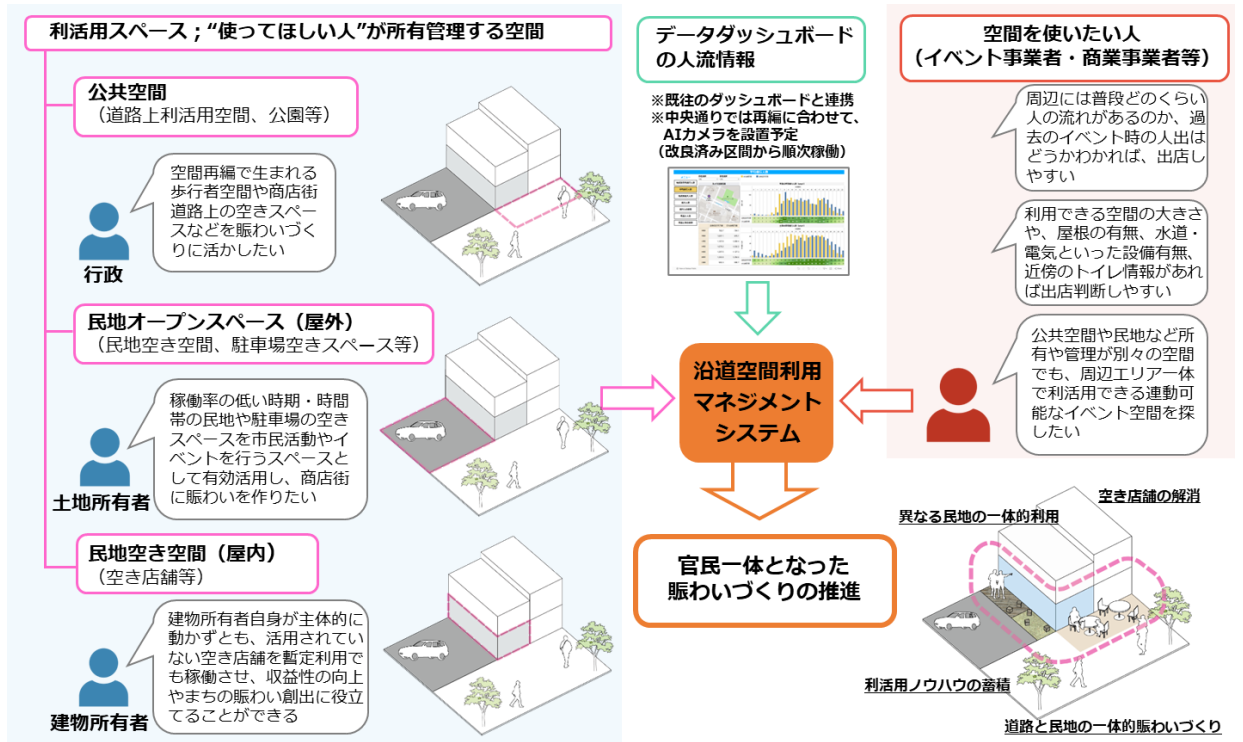 利活用スペース；“使ってほしい人”が所有管理する空間
公共空間
（道路上利活用空間、公園等）
空間再編で生まれる
歩行者空間や商店街
道路上の空きスペー
スなどを賑わいづく
りに活かしたい
行政
民地オープンスペース（屋外）
（民地空き空間、駐車場空きスペース等）
稼働率の低い時期・時間
帯の民地や駐車場の空き
スペースを市民活動やイ
ベントを行うスペースと
して有効活用し、商店街
に賑わいを作りたい
土地所有者
民地空き空間（屋内）
（空き店舗等）
建物所有者自身が主体的に
動かずとも、活用されてい
ない空き店舗を暫定利用で
も稼働させ、収益性の向上
やまちの賑わい創出に役立
てることができる
建物所有者
データダッシュボード
の人流情報
※既往のダッシュボードと連携
※中央通りでは再編に合わせて、
AIカメラを設置予定
（改良済み区間から順次稼働）
沿道空間利用
マネジメント
システム
官民一体となった
賑わいづくりの推進
空間を使いたい人
（イベント事業者・商業事業者等）
周辺には普段どのくらい
人の流れがあるのか、過
去のイベント時の人出は
どうかわかれば、出店し
やすい
利用できる空間の大きさ
や、屋根の有無、水道・
電気といった設備有無、
近傍のトイレ情報があれ
ば出店判断しやすい
公共空間や民地など所
有や管理が別々の空間
でも、周辺エリア一体
で利活用できる連動可
能なイベント空間を探
したい
空き店舗の解消
異なる民地の一体的利用
利活用ノウハウの蓄積
道路と民地の一体的賑わいづくり